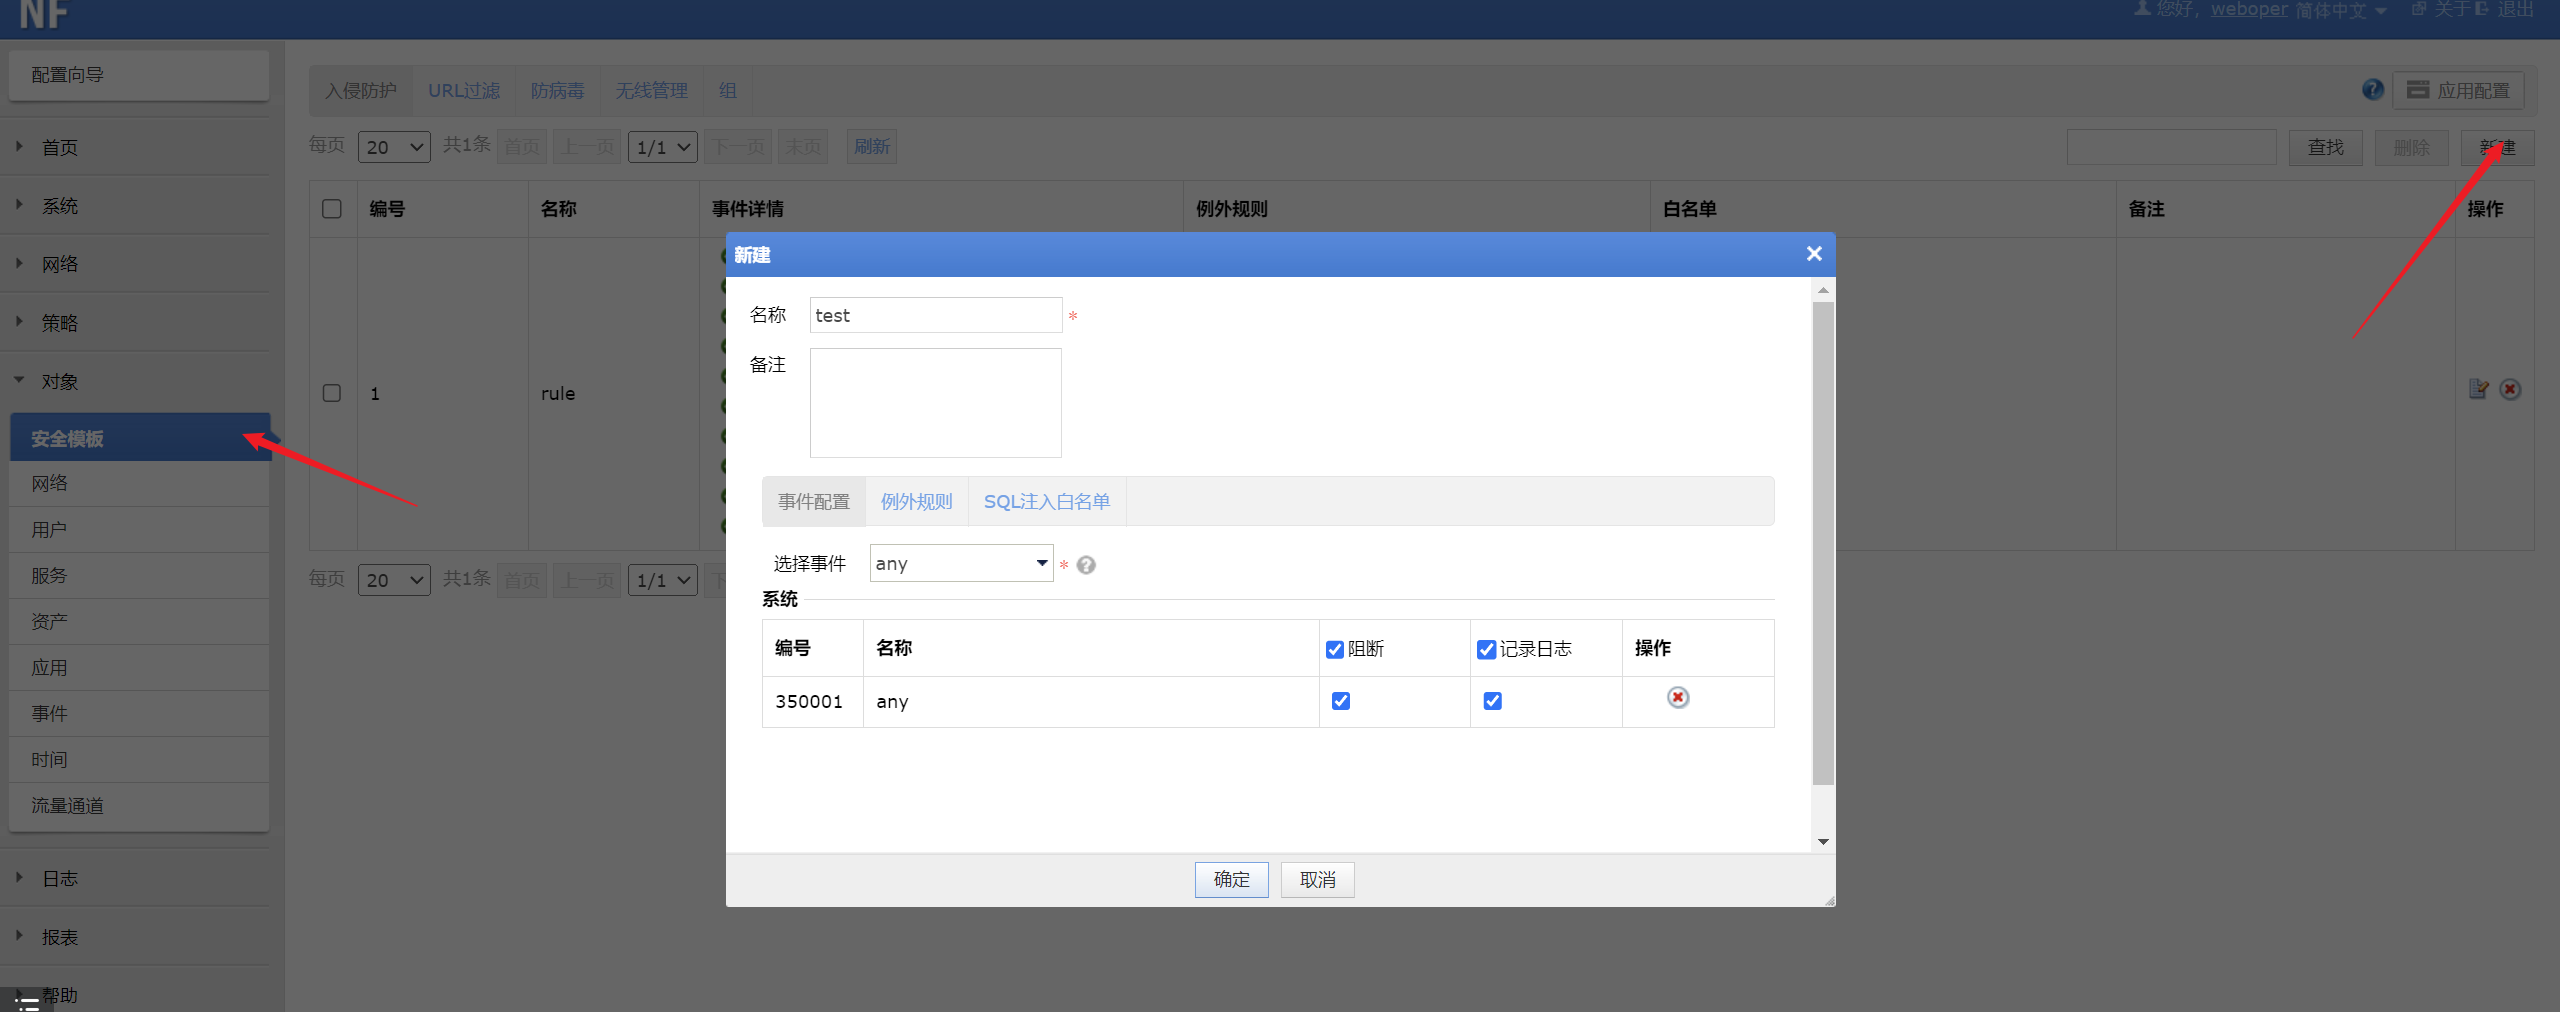 NF
您好，weboper 简体中文 关于 退出
配置向导
首页
系统
网络
策略
对象
安全模板
网络
用户
服务
资产
应用
事件
时间
流量通道
日志
报表
帮助
入侵防护 URL过滤 防病毒 无线管理 组
应用配置
每页 20 共1条 首页 上一页 1/1 下一页 末页 刷新
查找 删除 新建
编号 名称 事件详情 例外规则 白名单 备注 操作
1 rule
每页 20 共1条 首页 上一页 1/1 下
新建
名称 test *
备注
事件配置 例外规则 SQL注入白名单
选择事件 any * ?
系统
编号 名称 阻断 记录日志 操作
350001 any
确定 取消